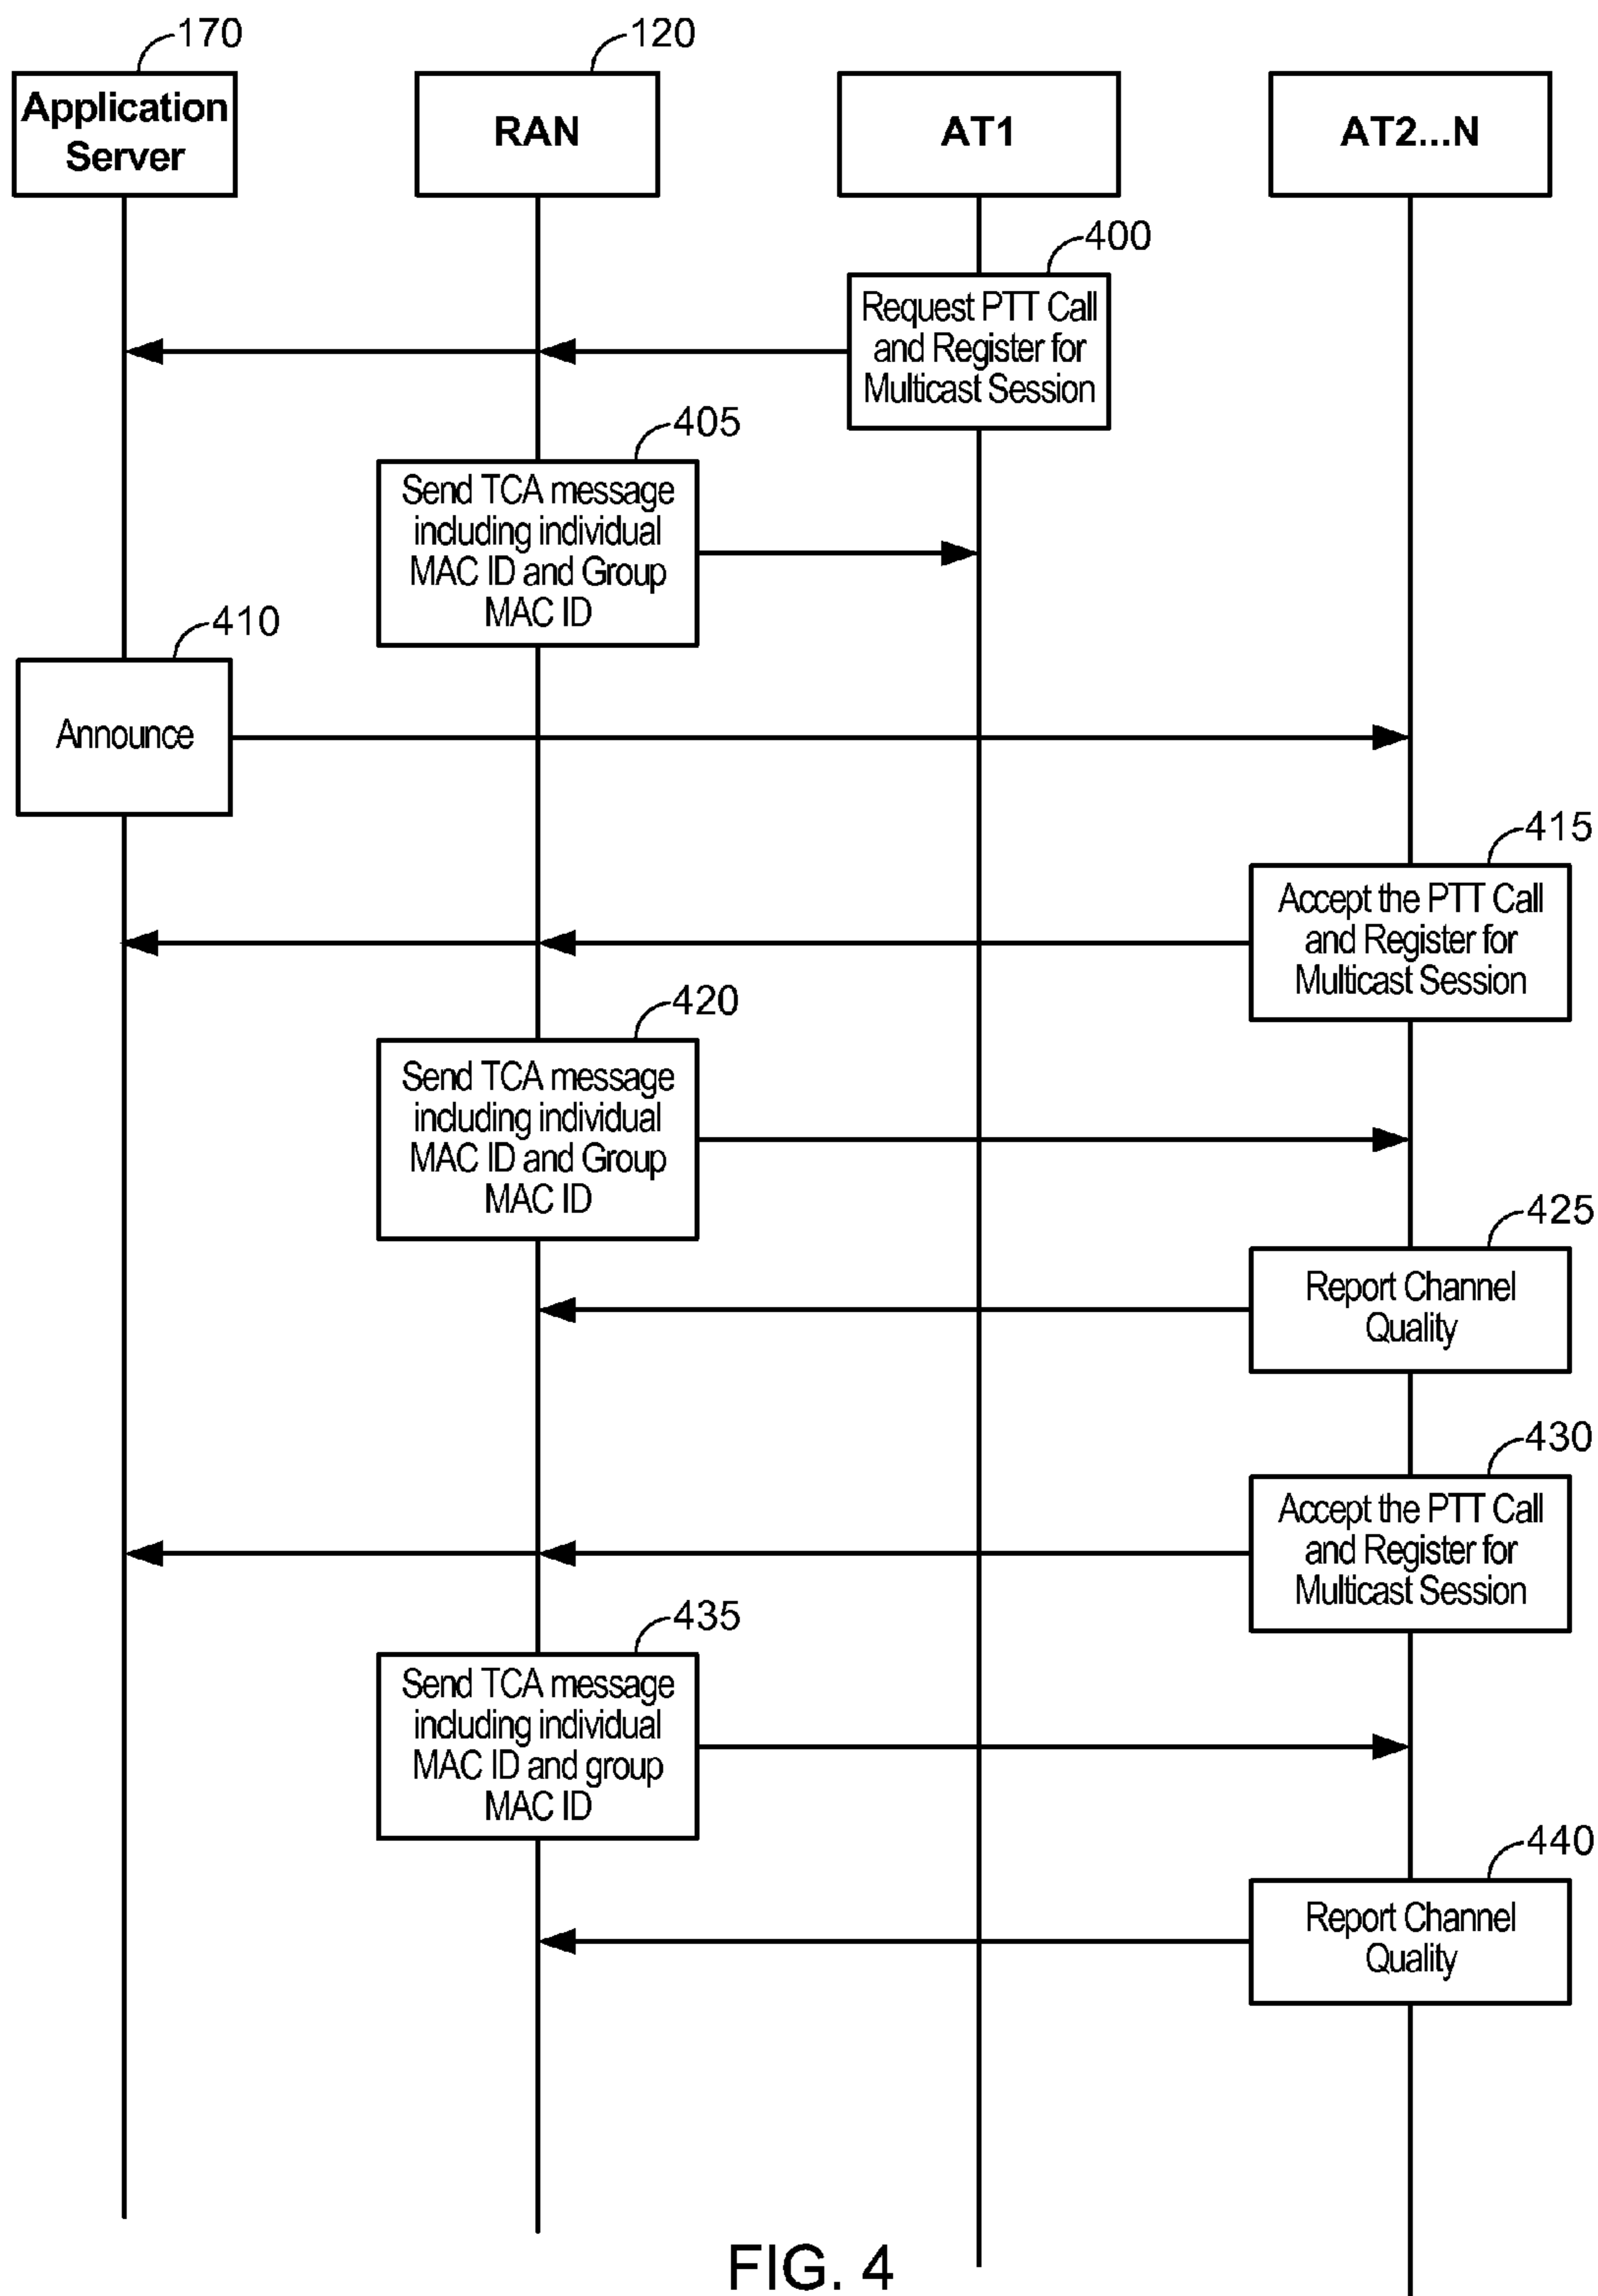 170
120
Application
Server
RAN
AT1
AT2...N
400
Request PTT Call
and Register for
Multicast Session
405
Send TCA message
including individual
MAC ID and Group
MAC ID
410
Announce
415
Accept the PTT Call
and Register for
Multicast Session
420
Send TCA message
including individual
MAC ID and Group
MAC ID
425
Report Channel
Quality
430
Accept the PTT Call
and Register for
Multicast Session
435
Send TCA message
including individual
MAC ID and group
MAC ID
440
Report Channel
Quality
FIG. 4